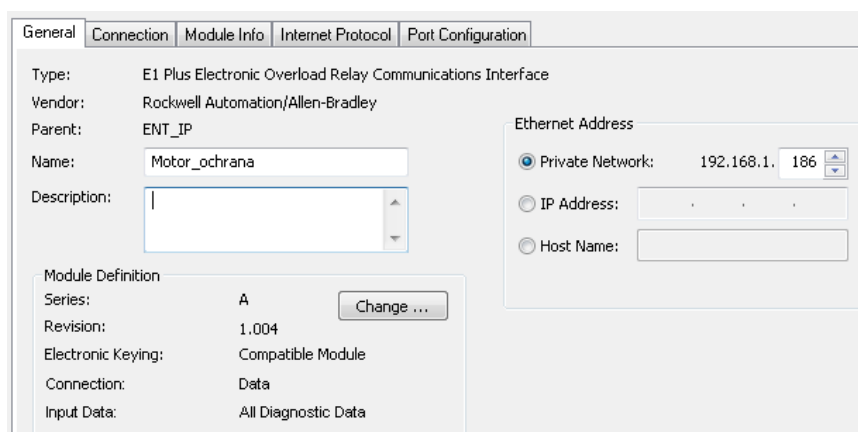 General Connection Module Info Internet Protocol Port Configuration
Type: E1 Plus Electronic Overload Relay Communications Interface
Vendor: Rockwell Automation/Allen-Bradley
Parent: ENT_IP
Name: Motor_ochrana
Description:
Ethernet Address
Private Network: 192.168.1. 186
IP Address: . . .
Host Name:
Module Definition
Series: A Change ...
Revision: 1.004
Electronic Keying: Compatible Module
Connection: Data
Input Data: All Diagnostic Data